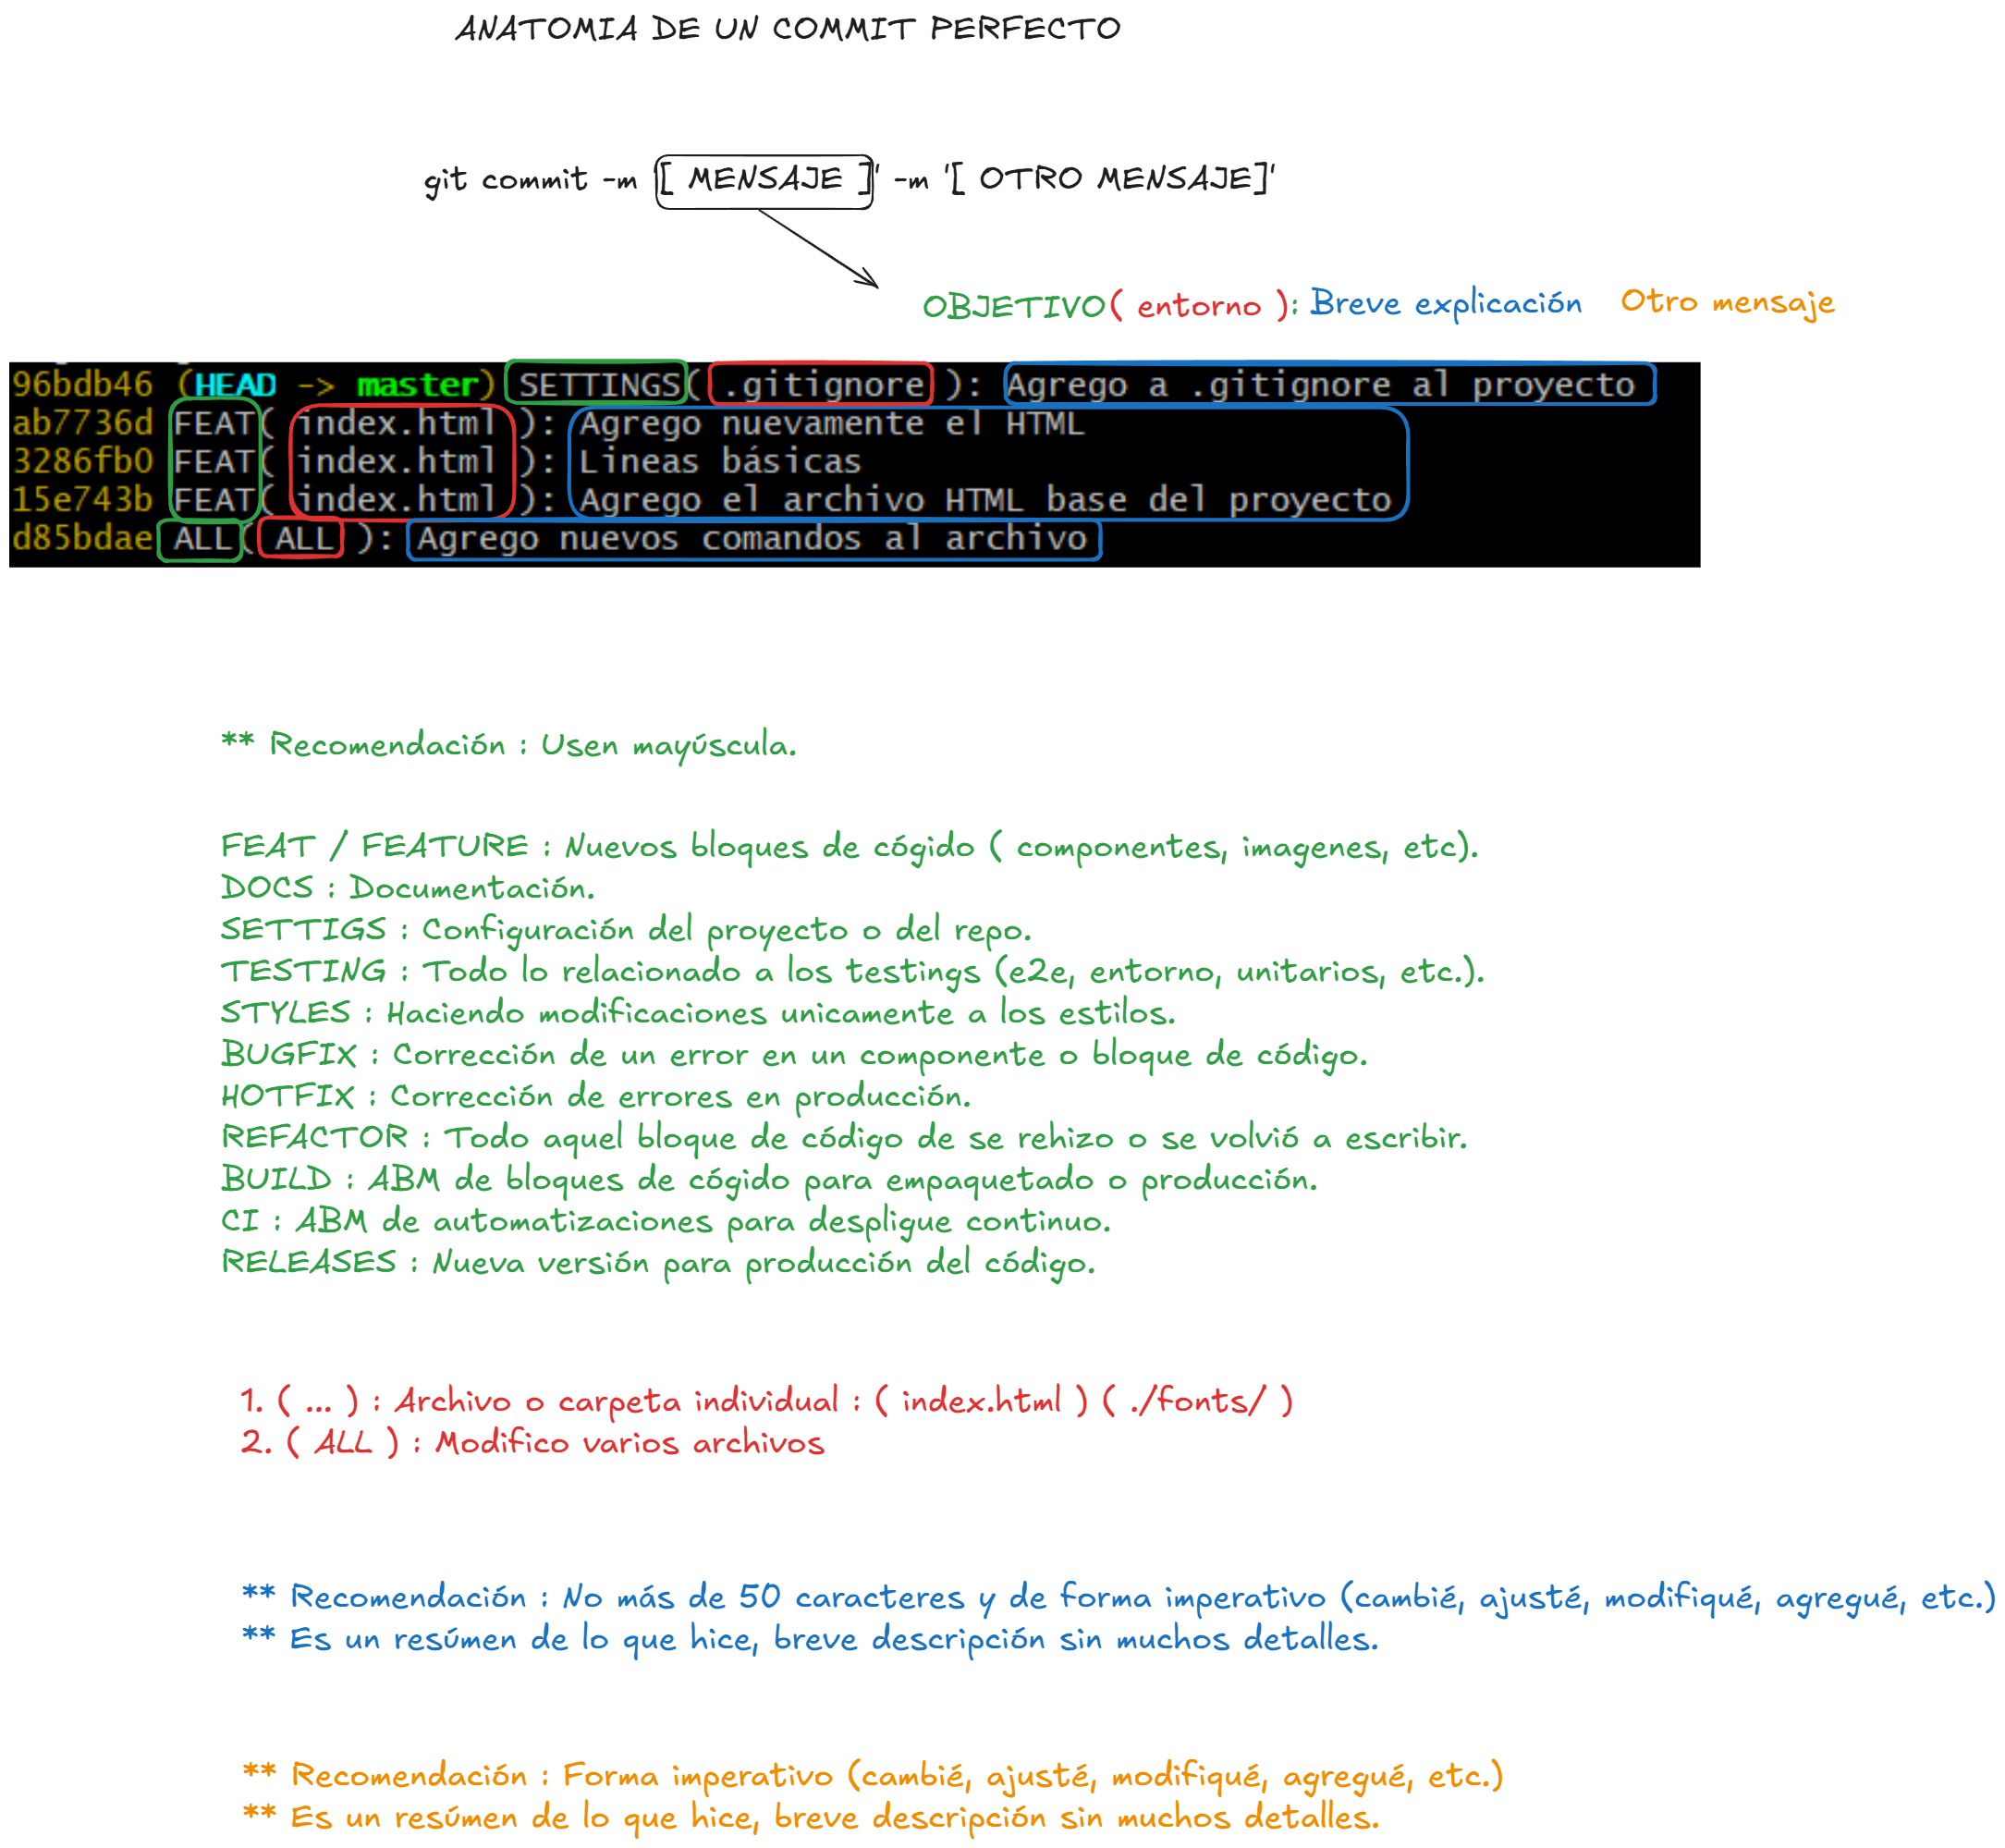 ANATOMIA DE UN COMMIT PERFECTO
git commit -m '[ MENSAJE ]' -m '[ OTRO MENSAJE]'
OBJETIVO( entorno ): Breve explicación Otro mensaje
96bdb46 (HEAD -> master) SETTINGS( .gitignore ): Agrego a .gitignore al proyecto
ab7736d FEAT( index.html ): Agrego nuevamente el HTML
3286fb0 FEAT( index.html ): Lineas básicas
15e743b FEAT( index.html ): Agrego el archivo HTML base del proyecto
d85bdae ALL( ALL ): Agrego nuevos comandos al archivo
** Recomendación : Usen mayúscula.
FEAT / FEATURE : Nuevos bloques de cógido ( componentes, imagenes, etc).
DOCS : Documentación.
SETTIGS : Configuración del proyecto o del repo.
TESTING : Todo lo relacionado a los testings (e2e, entorno, unitarios, etc.).
STYLES : Haciendo modificaciones unicamente a los estilos.
BUGFIX : Corrección de un error en un componente o bloque de código.
HOTFIX : Corrección de errores en producción.
REFACTOR : Todo aquel bloque de código de se rehizo o se volvió a escribir.
BUILD : ABM de bloques de cógido para empaquetado o producción.
CI : ABM de automatizaciones para despligue continuo.
RELEASES : Nueva versión para producción del código.
1. ( ... ) : Archivo o carpeta individual : ( index.html ) ( ./fonts/ )
2. ( ALL ) : Modifico varios archivos
** Recomendación : No más de 50 caracteres y de forma imperativo (cambié, ajusté, modifiqué, agregué, etc.)
** Es un resúmen de lo que hice, breve descripción sin muchos detalles.
** Recomendación : Forma imperativo (cambié, ajusté, modifiqué, agregué, etc.)
** Es un resúmen de lo que hice, breve descripción sin muchos detalles.